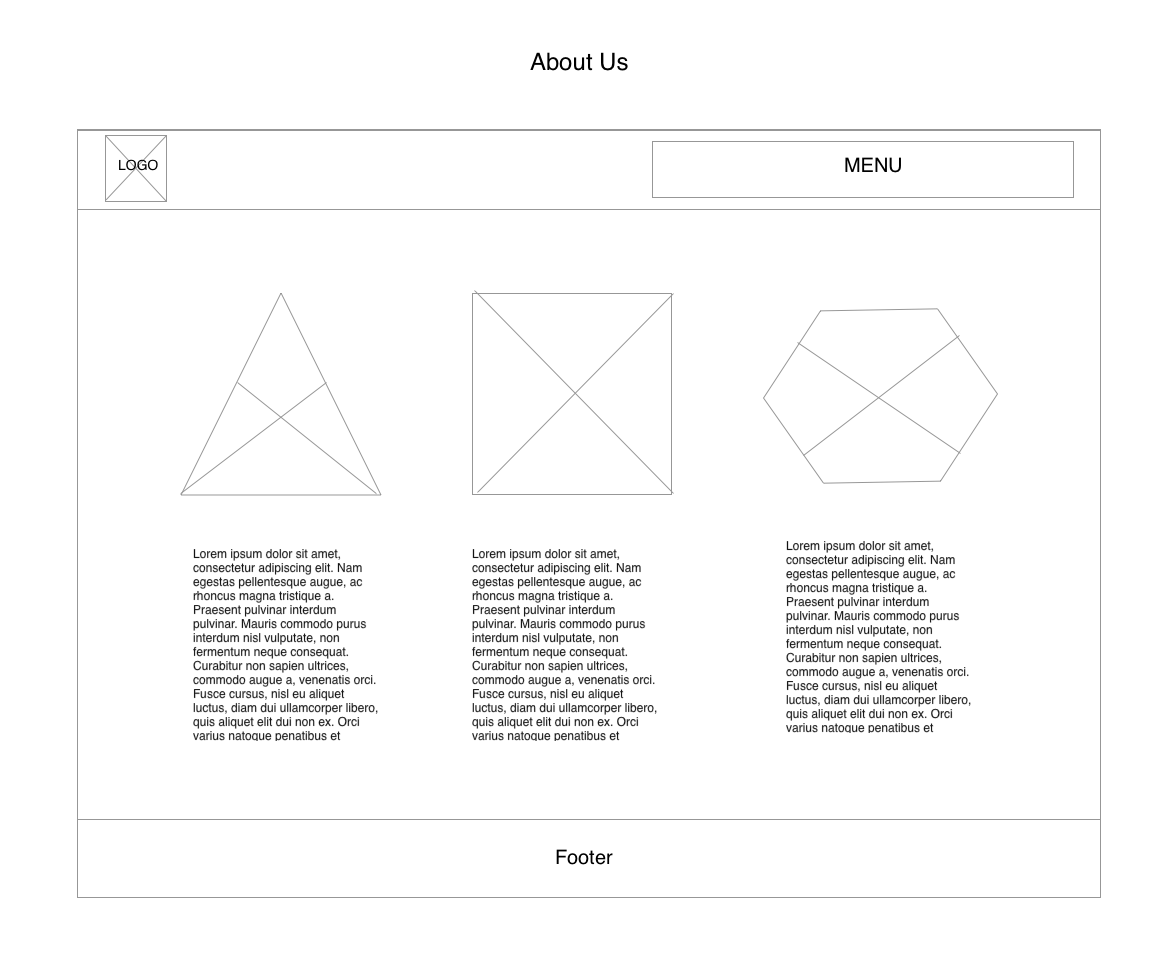 About Us
LOGO
MENU
Lorem ipsum dolor sit amet,
consectetur adipiscing elit. Nam
egestas pellentesque augue, ac
rhoncus magna tristique a.
Praesent pulvinar interdum
pulvinar. Mauris commodo purus
interdum nisl vulputate, non
fermentum neque consequat.
Curabitur non sapien ultrices,
commodo augue a, venenatis orci.
Fusce cursus, nisl eu aliquet
luctus, diam dui ullamcorper libero,
quis aliquet elit dui non ex. Orci
varius natoque penatibus et
Lorem ipsum dolor sit amet,
consectetur adipiscing elit. Nam
egestas pellentesque augue, ac
rhoncus magna tristique a.
Praesent pulvinar interdum
pulvinar. Mauris commodo purus
interdum nisl vulputate, non
fermentum neque consequat.
Curabitur non sapien ultrices,
commodo augue a, venenatis orci.
Fusce cursus, nisl eu aliquet
luctus, diam dui ullamcorper libero,
quis aliquet elit dui non ex. Orci
varius natoque penatibus et
Lorem ipsum dolor sit amet,
consectetur adipiscing elit. Nam
egestas pellentesque augue, ac
rhoncus magna tristique a.
Praesent pulvinar interdum
pulvinar. Mauris commodo purus
interdum nisl vulputate, non
fermentum neque consequat.
Curabitur non sapien ultrices,
commodo augue a, venenatis orci.
Fusce cursus, nisl eu aliquet
luctus, diam dui ullamcorper libero,
quis aliquet elit dui non ex. Orci
varius natoque penatibus et
Footer